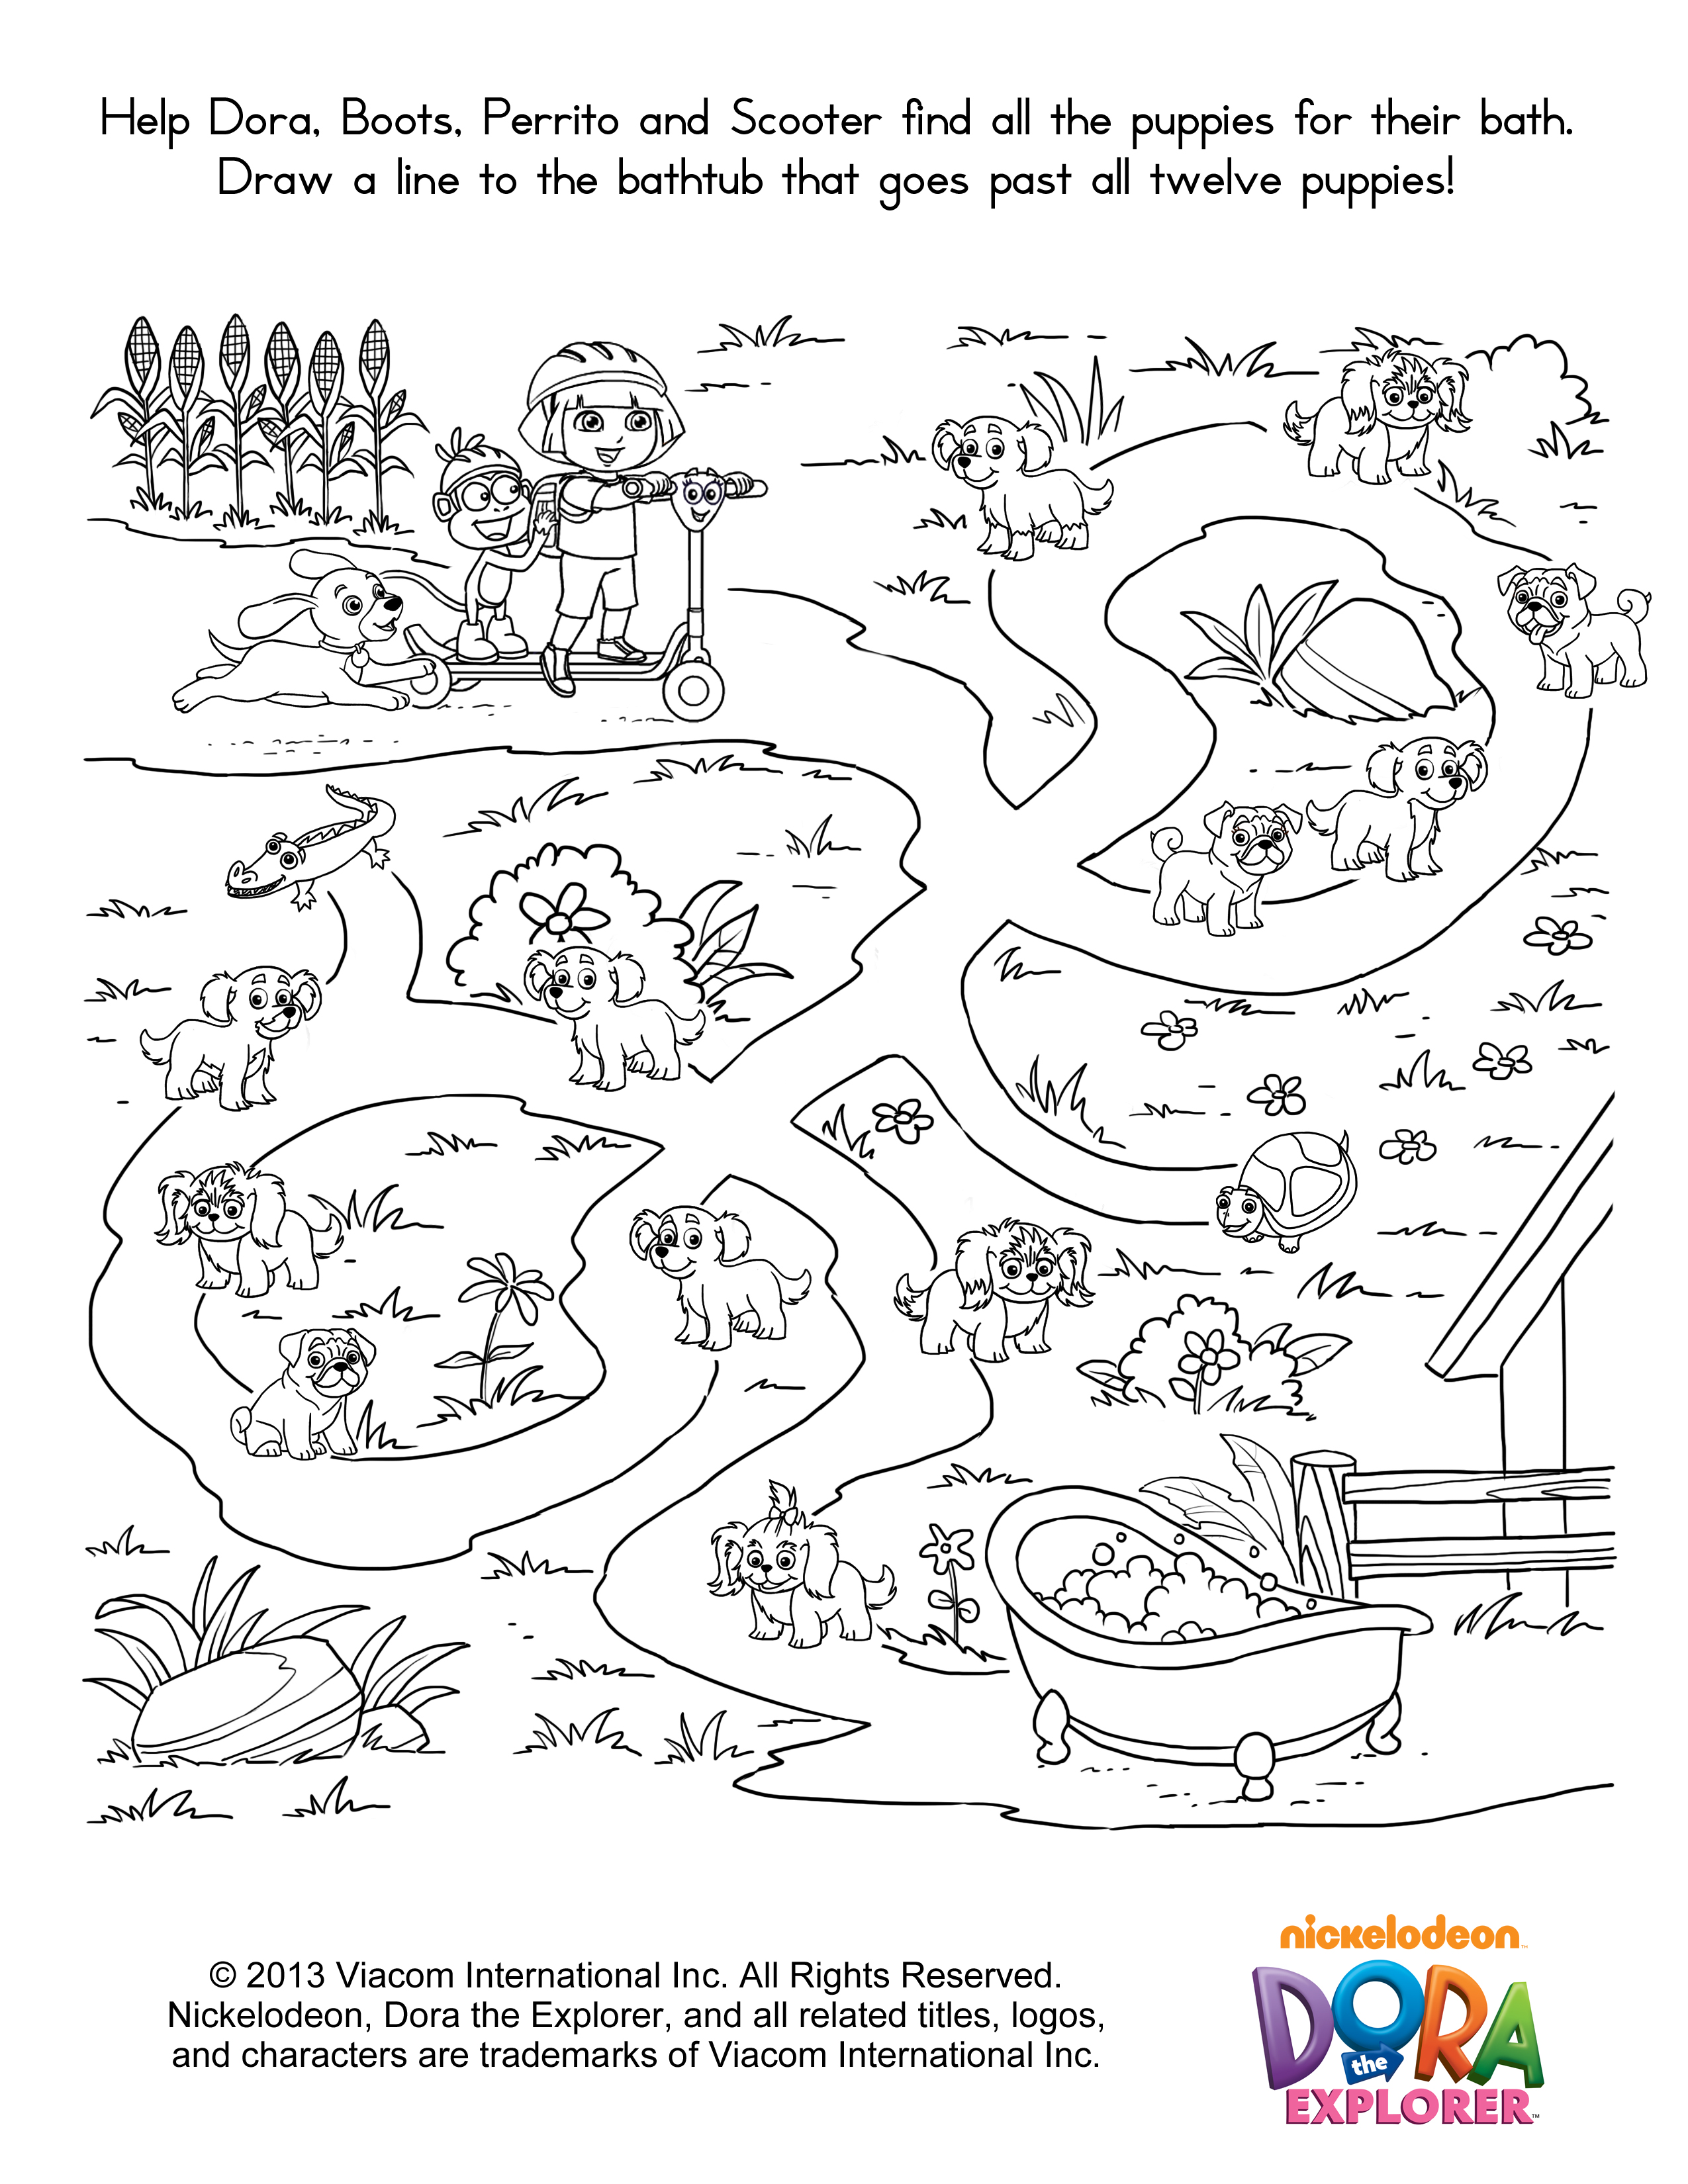 Help Dora, Boots, Perrito and Scooter find all the puppies for their bath.
Draw a line to the bathtub that goes past all twelve puppies!
© 2013 Viacom International Inc. All Rights Reserved.
Nickelodeon, Dora the Explorer, and all related titles, logos,
and characters are trademarks of Viacom International Inc.
nickelodeon™
DORA
the
EXPLORER™